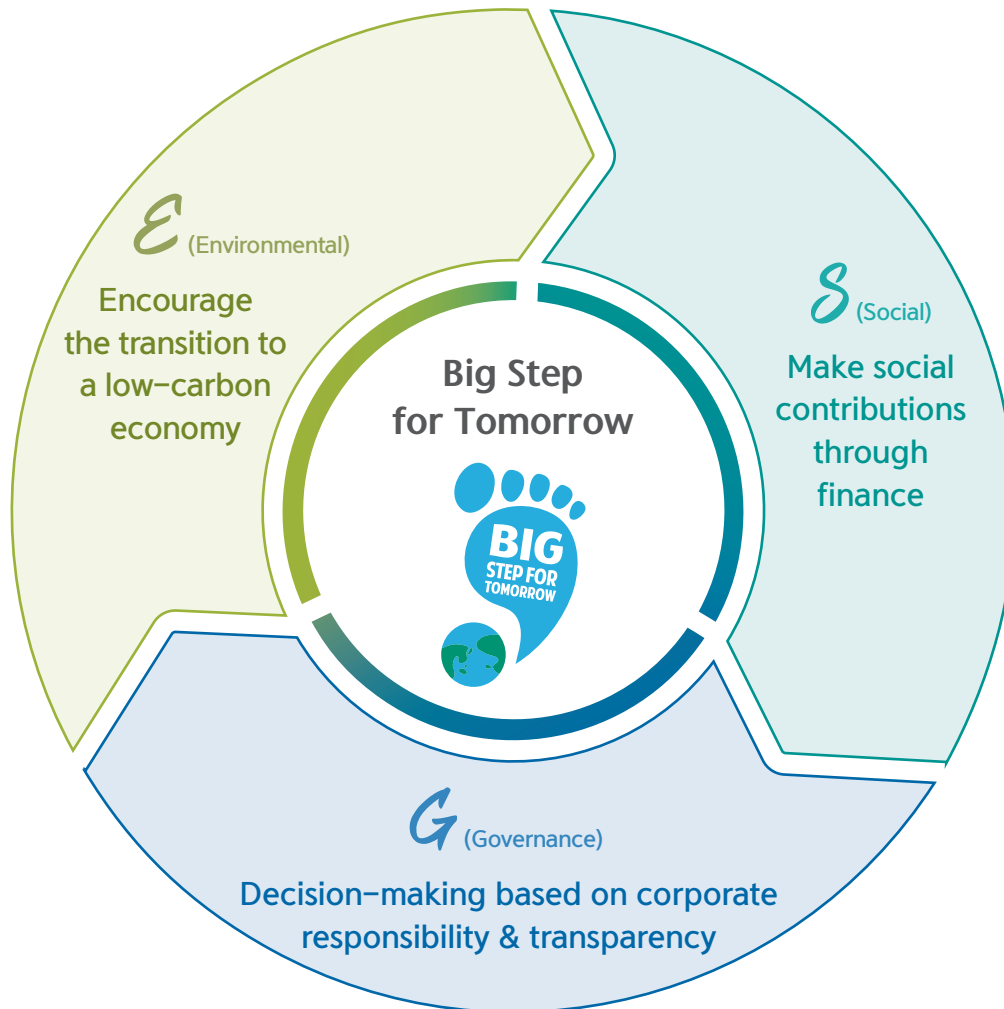 E (Environmental)
Encourage
the transition to
a low-carbon
economy
S (Social)
Make social
contributions
through
finance
Big Step
for Tomorrow
BIG
STEP FOR
TOMORROW
G (Governance)
Decision-making based on corporate
responsibility & transparency